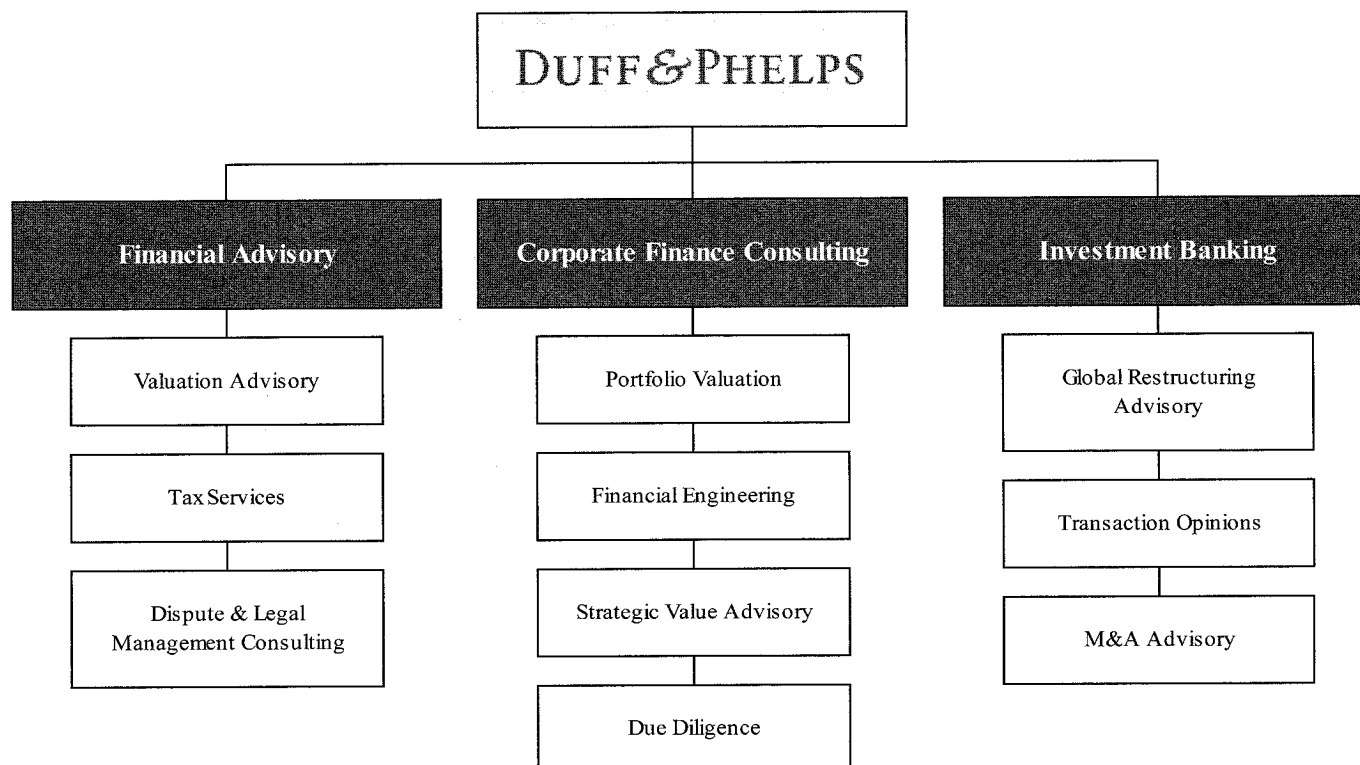 DUFF & PHELPS
Financial Advisory
Valuation Advisory
Tax Services
Dispute & Legal
Management Consulting
Corporate Finance Consulting
Portfolio Valuation
Financial Engineering
Strategic Value Advisory
Due Diligence
Investment Banking
Global Restructuring
Advisory
Transaction Opinions
M&A Advisory